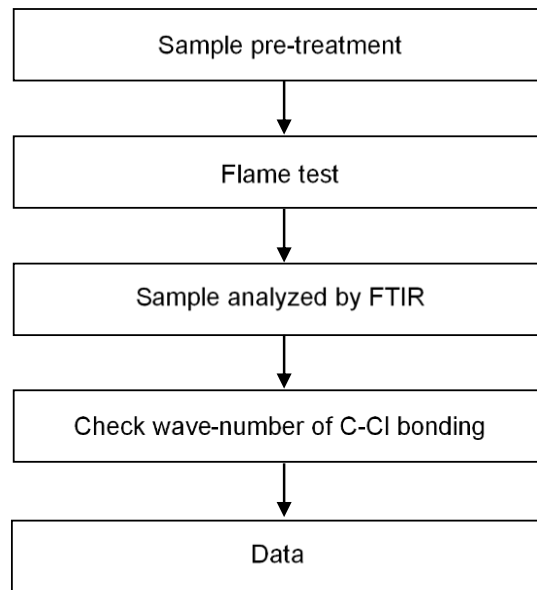 Sample pre-treatment
Flame test
Sample analyzed by FTIR
Check wave-number of C-Cl bonding
Data